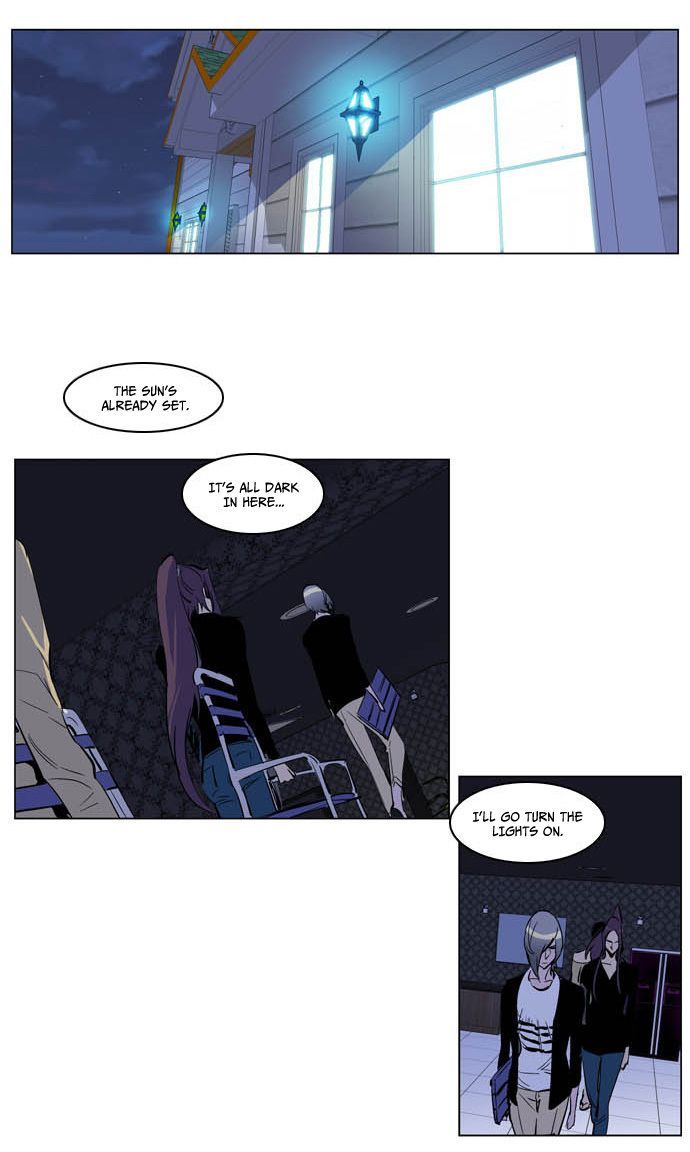 THE SUN'S
ALREADY SET.
IT'S ALL DARK
IN HERE...
I'LL GO TURN THE
LIGHTS ON.